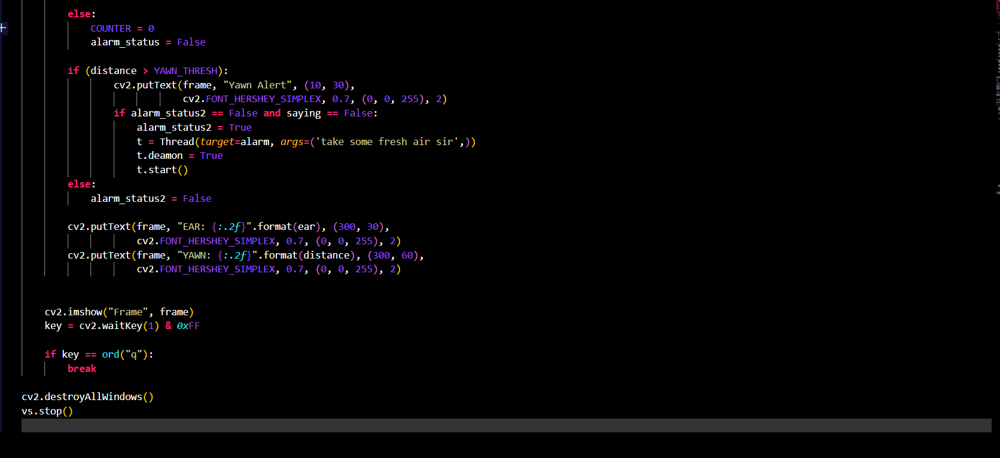 else:
COUNTER = 0
alarm_status = False
if (distance > YAWN_THRESH):
cv2.putText(frame, "Yawn Alert", (10, 30),
cv2.FONT_HERSHEY_SIMPLEX, 0.7, (0, 0, 255), 2)
if alarm_status2 == False and saying == False:
alarm_status2 = True
t = Thread(target=alarm, args=('take some fresh air sir',))
t.deamon = True
t.start()
else:
alarm_status2 = False
cv2.putText(frame, "EAR: {:.2f}".format(ear), (300, 30),
cv2.FONT_HERSHEY_SIMPLEX, 0.7, (0, 0, 255), 2)
cv2.putText(frame, "YAWN: {:.2f}".format(distance), (300, 60),
cv2.FONT_HERSHEY_SIMPLEX, 0.7, (0, 0, 255), 2)
cv2.imshow("Frame", frame)
key = cv2.waitKey(1) & 0xFF
if key == ord("q"):
break
cv2.destroyAllWindows()
vs.stop()